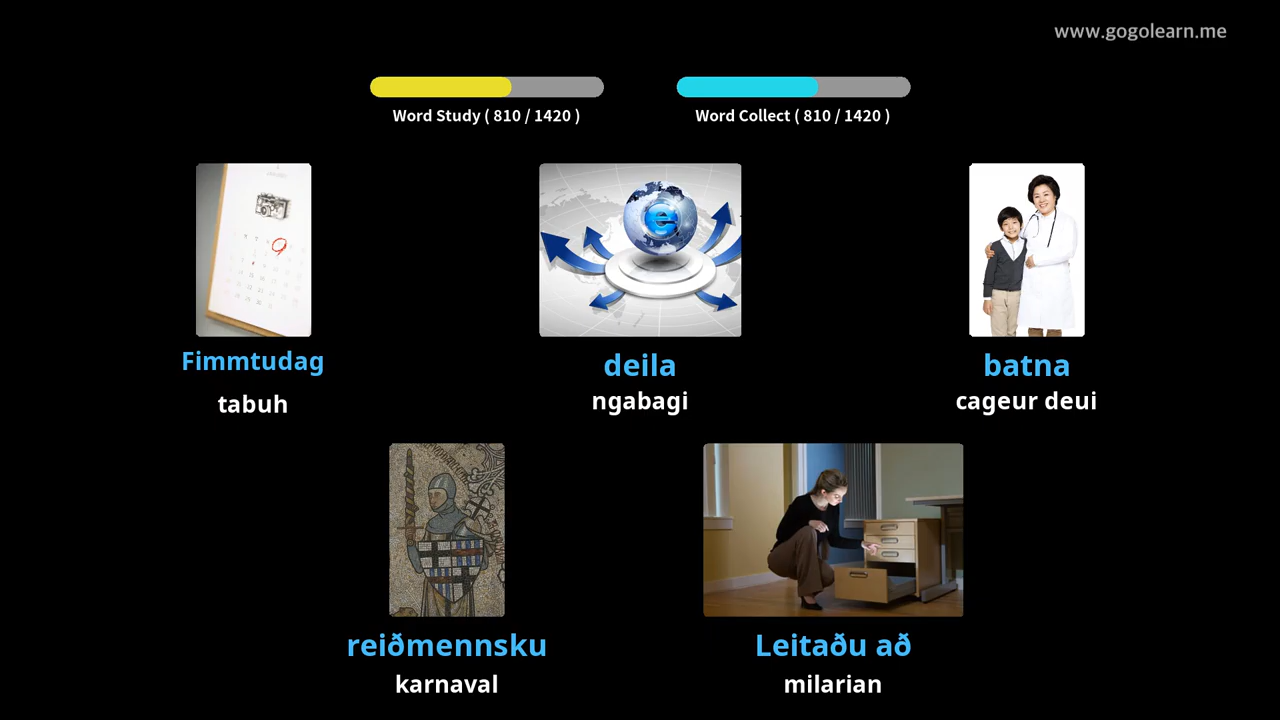 www.gogolearn.me
Word Study ( 810 / 1420 )
Word Collect ( 810 / 1420 )
Fimmtudag
tabuh
deila
ngabagi
batna
cageur deui
reiðmennsku
karnaval
Leitaðu að
milarian